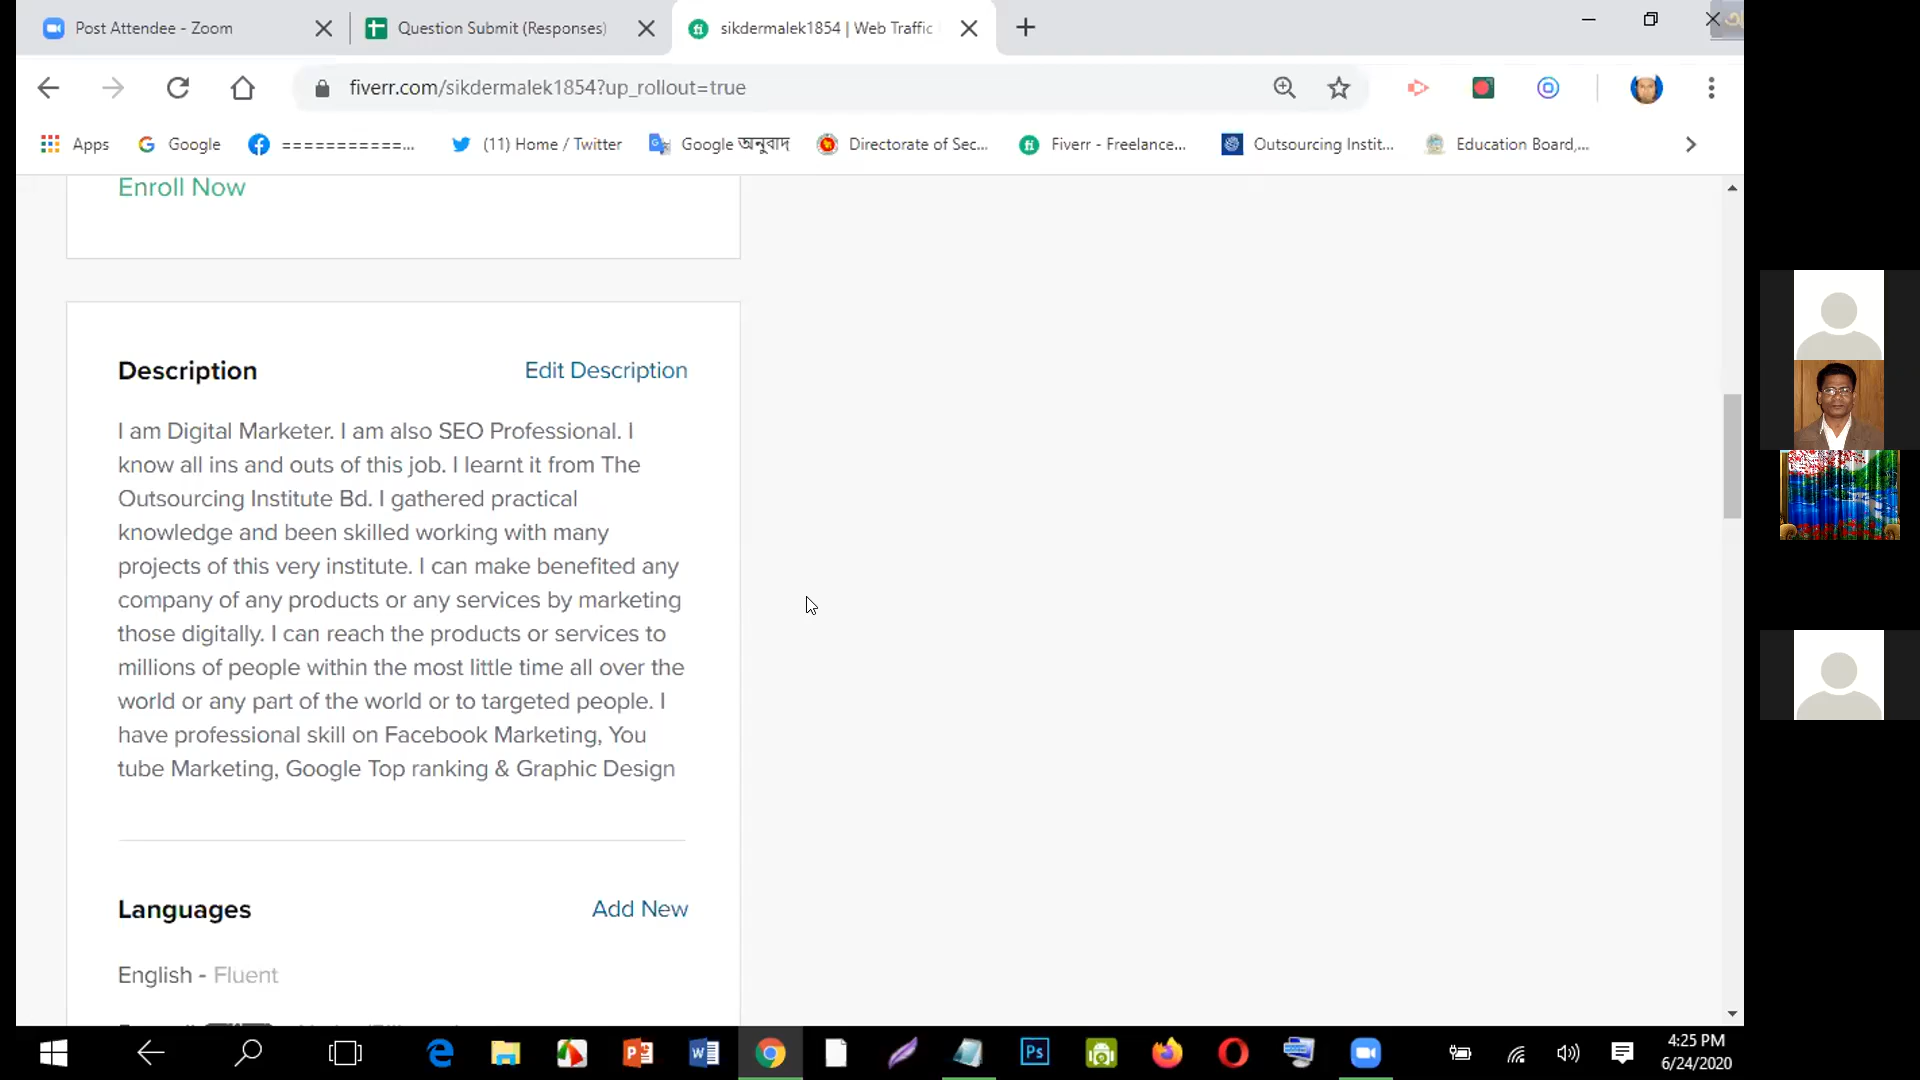 Post Attendee - Zoom
Question Submit (Responses)
sikdermalek1854 | Web Traffic
fiverr.com/sikdermalek1854?up_rollout=true
Apps
Google
============...
(11) Home / Twitter
Google অনুবাদ
Directorate of Sec...
Fiverr - Freelance...
Outsourcing Instit...
Education Board,...
Enroll Now
Description
Edit Description
I am Digital Marketer. I am also SEO Professional. I
know all ins and outs of this job. I learnt it from The
Outsourcing Institute Bd. I gathered practical
knowledge and been skilled working with many
projects of this very institute. I can make benefited any
company of any products or any services by marketing
those digitally. I can reach the products or services to
millions of people within the most little time all over the
world or any part of the world or to targeted people. I
have professional skill on Facebook Marketing, You
tube Marketing, Google Top ranking & Graphic Design
Languages
Add New
English - Fluent
4:25 PM
6/24/2020